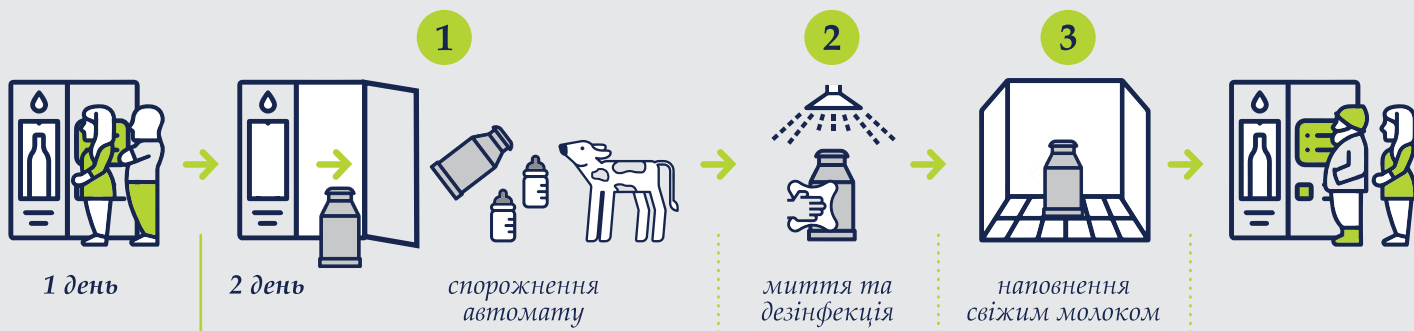 1
2
3
1 день
2 день
спорожнення
автомату
миття та
дезінфекція
наповнення
свіжим молоком